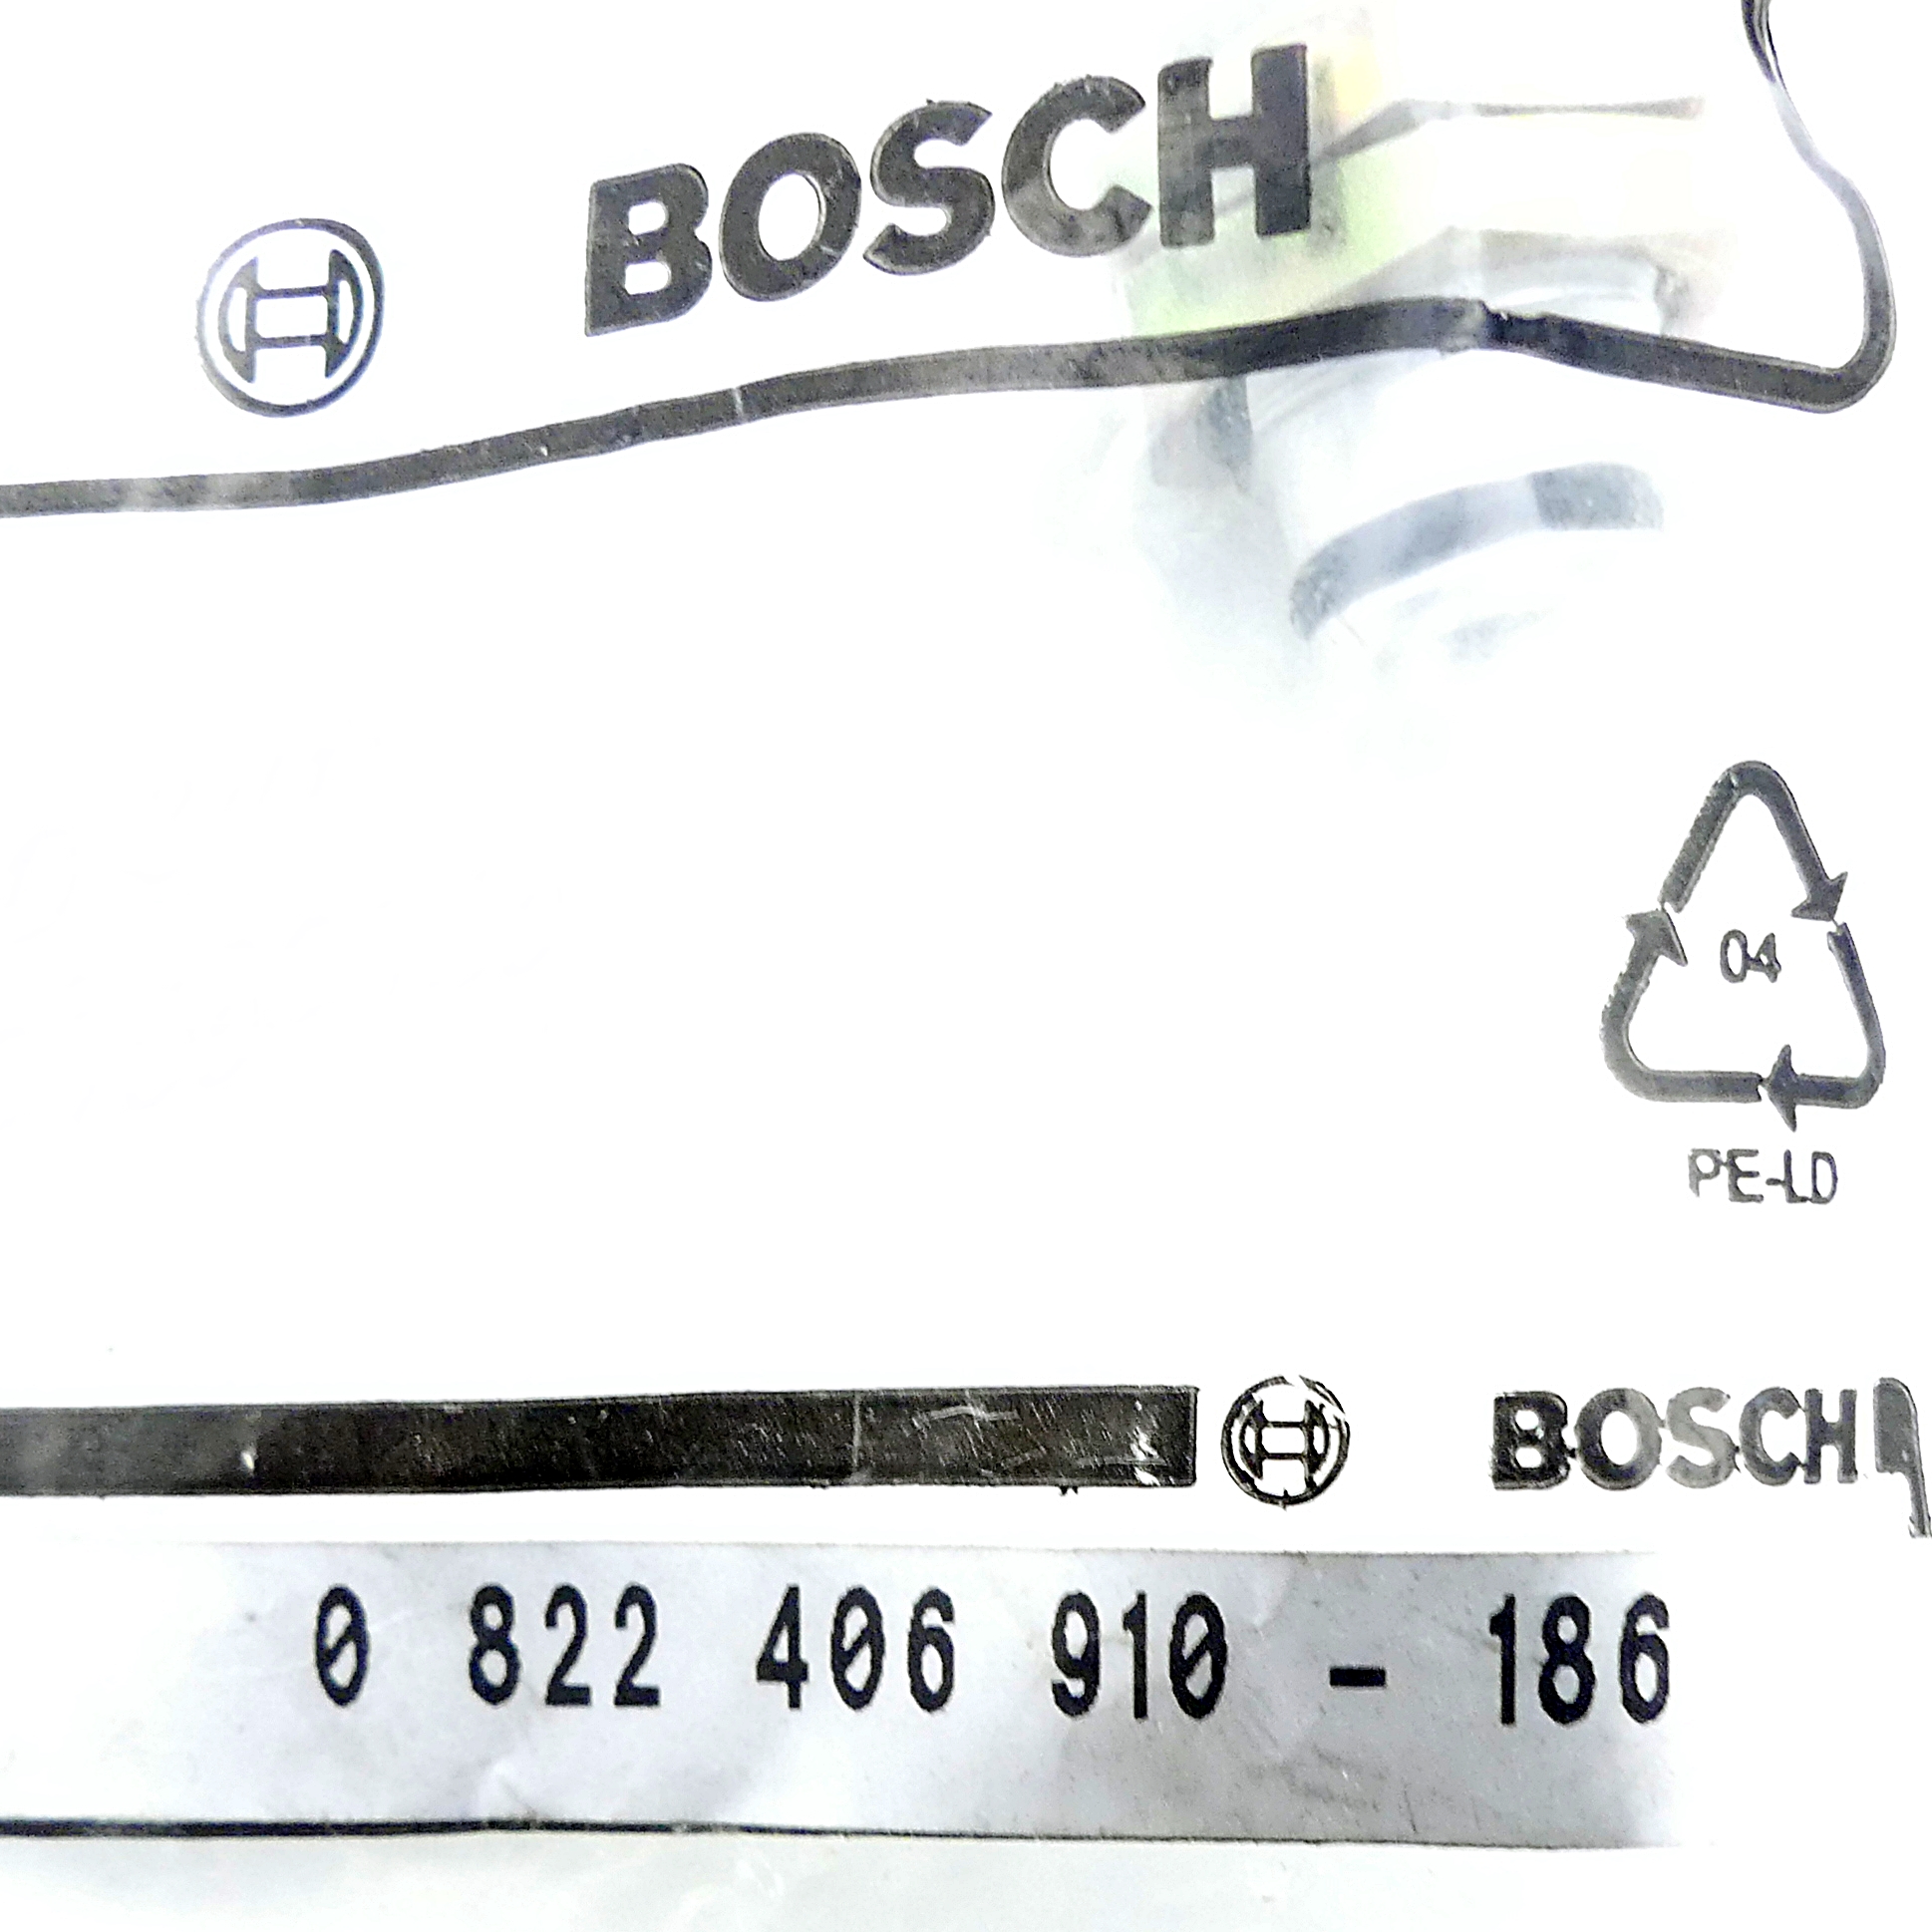 BOSCH
04
PE-LD
BOSCH
0 822 406 910 - 186